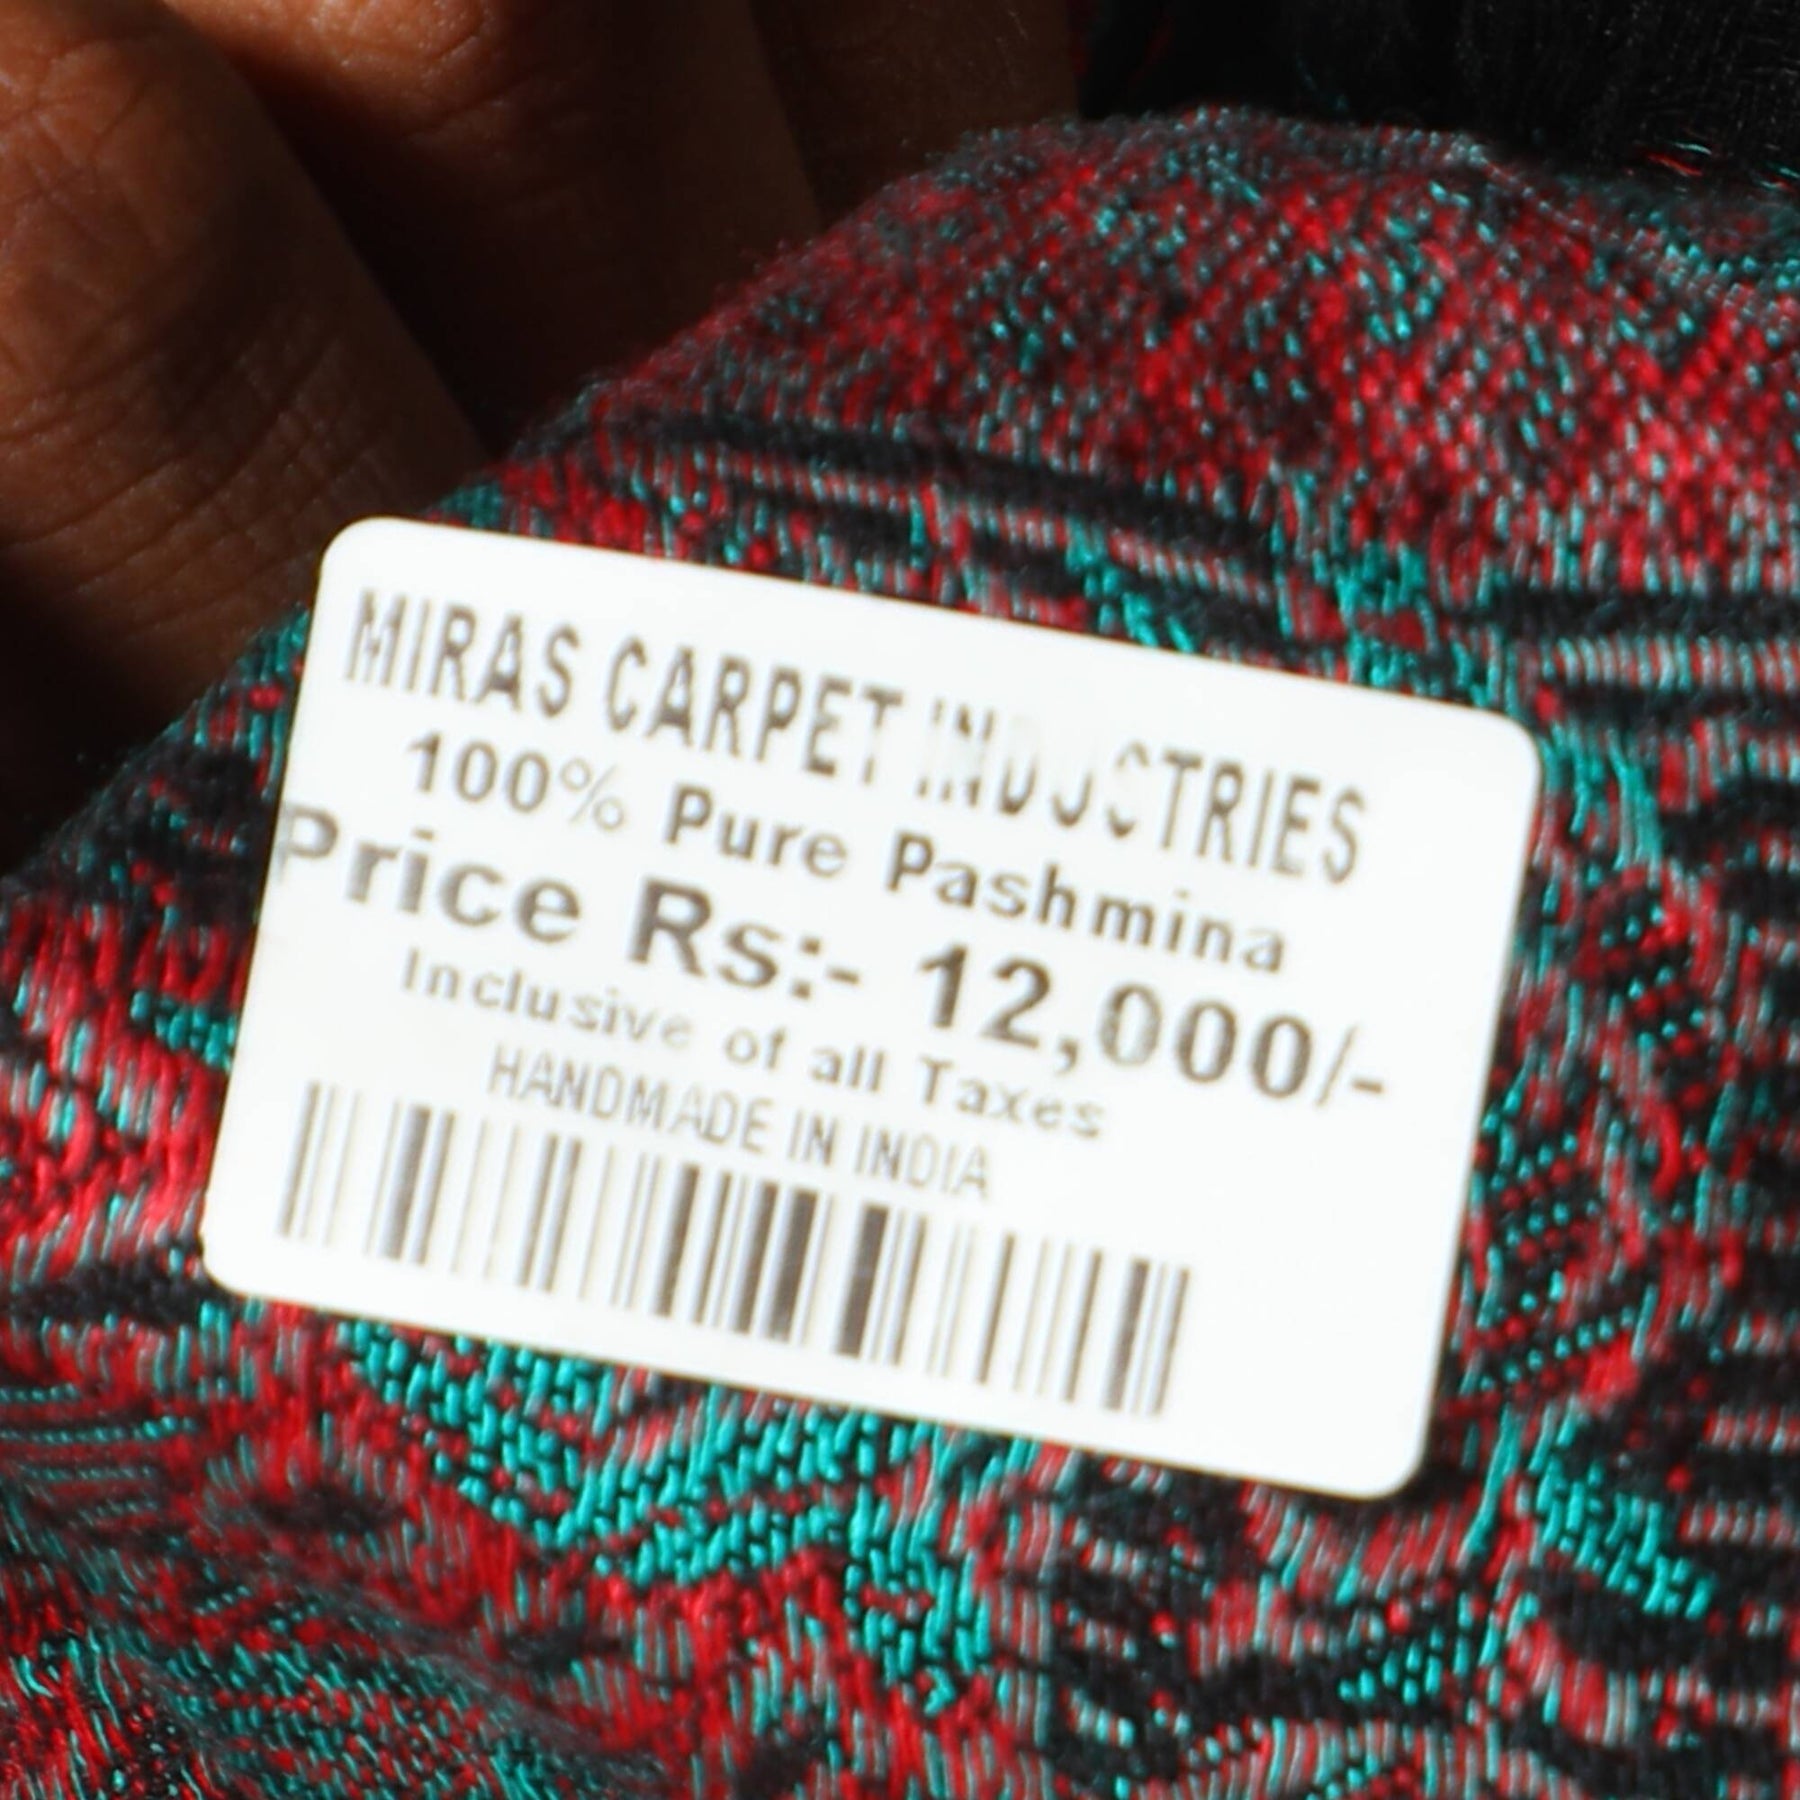 MIRAS CARPET INDUSTRIES
100% Pure Pashmina
Price Rs:- 12,000/-
Inclusive of all Taxes
HANDMADE IN INDIA